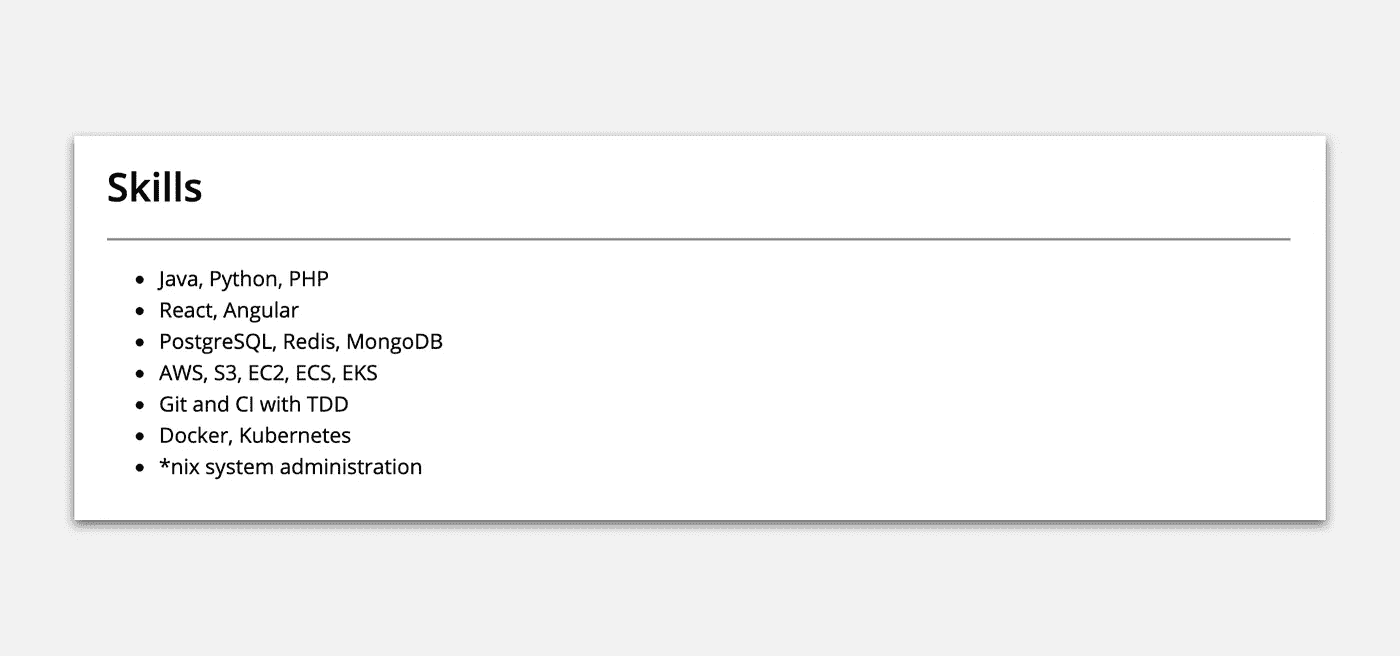 Skills
Java, Python, PHP
React, Angular
PostgreSQL, Redis, MongoDB
AWS, S3, EC2, ECS, EKS
Git and CI with TDD
Docker, Kubernetes
*nix system administration